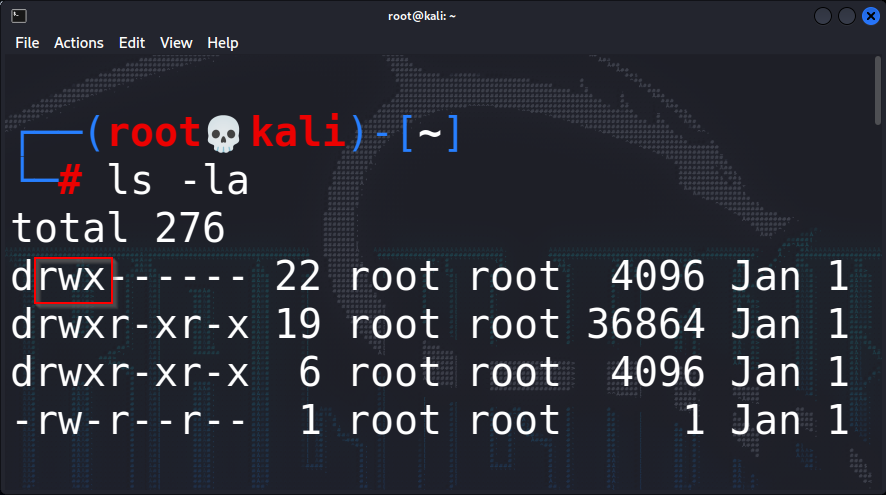 root@kali: ~
File Actions Edit View Help
┌──(root💀kali)-[~]
└─# ls -la
total 276
drwx------ 22 root root 4096 Jan 1
drwxr-xr-x 19 root root 36864 Jan 1
drwxr-xr-x 6 root root 4096 Jan 1
-rw-r--r-- 1 root root 1 Jan 1